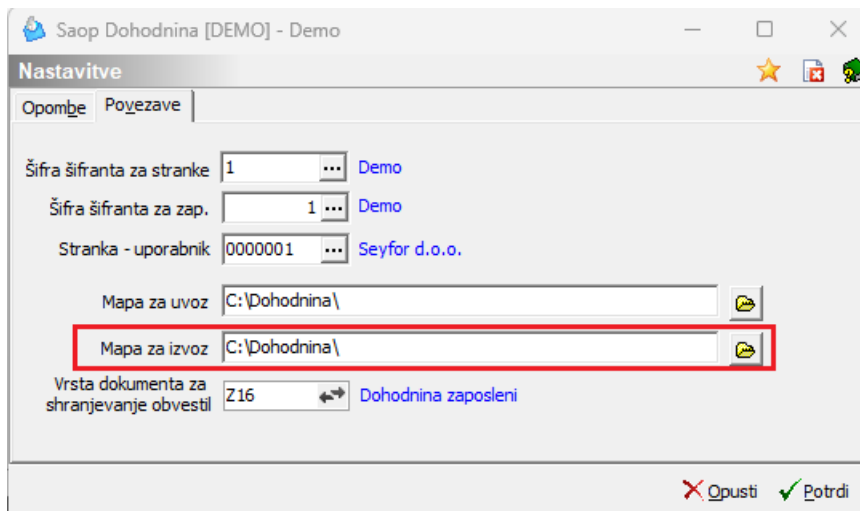 Saop Dohodnina [DEMO] - Demo
Nastavitve
Opombe Povezave
Šifra šifranta za stranke 1 ... Demo
Šifra šifranta za zap. 1 ... Demo
Stranka - uporabnik 0000001 ... Seyfor d.o.o.
Mapa za uvoz C:\Dohodnina\
Mapa za izvoz C:\Dohodnina\
Vrsta dokumenta za
shranjevanje obvestil Z16 Dohodnina zaposleni
Opusti Potrdi